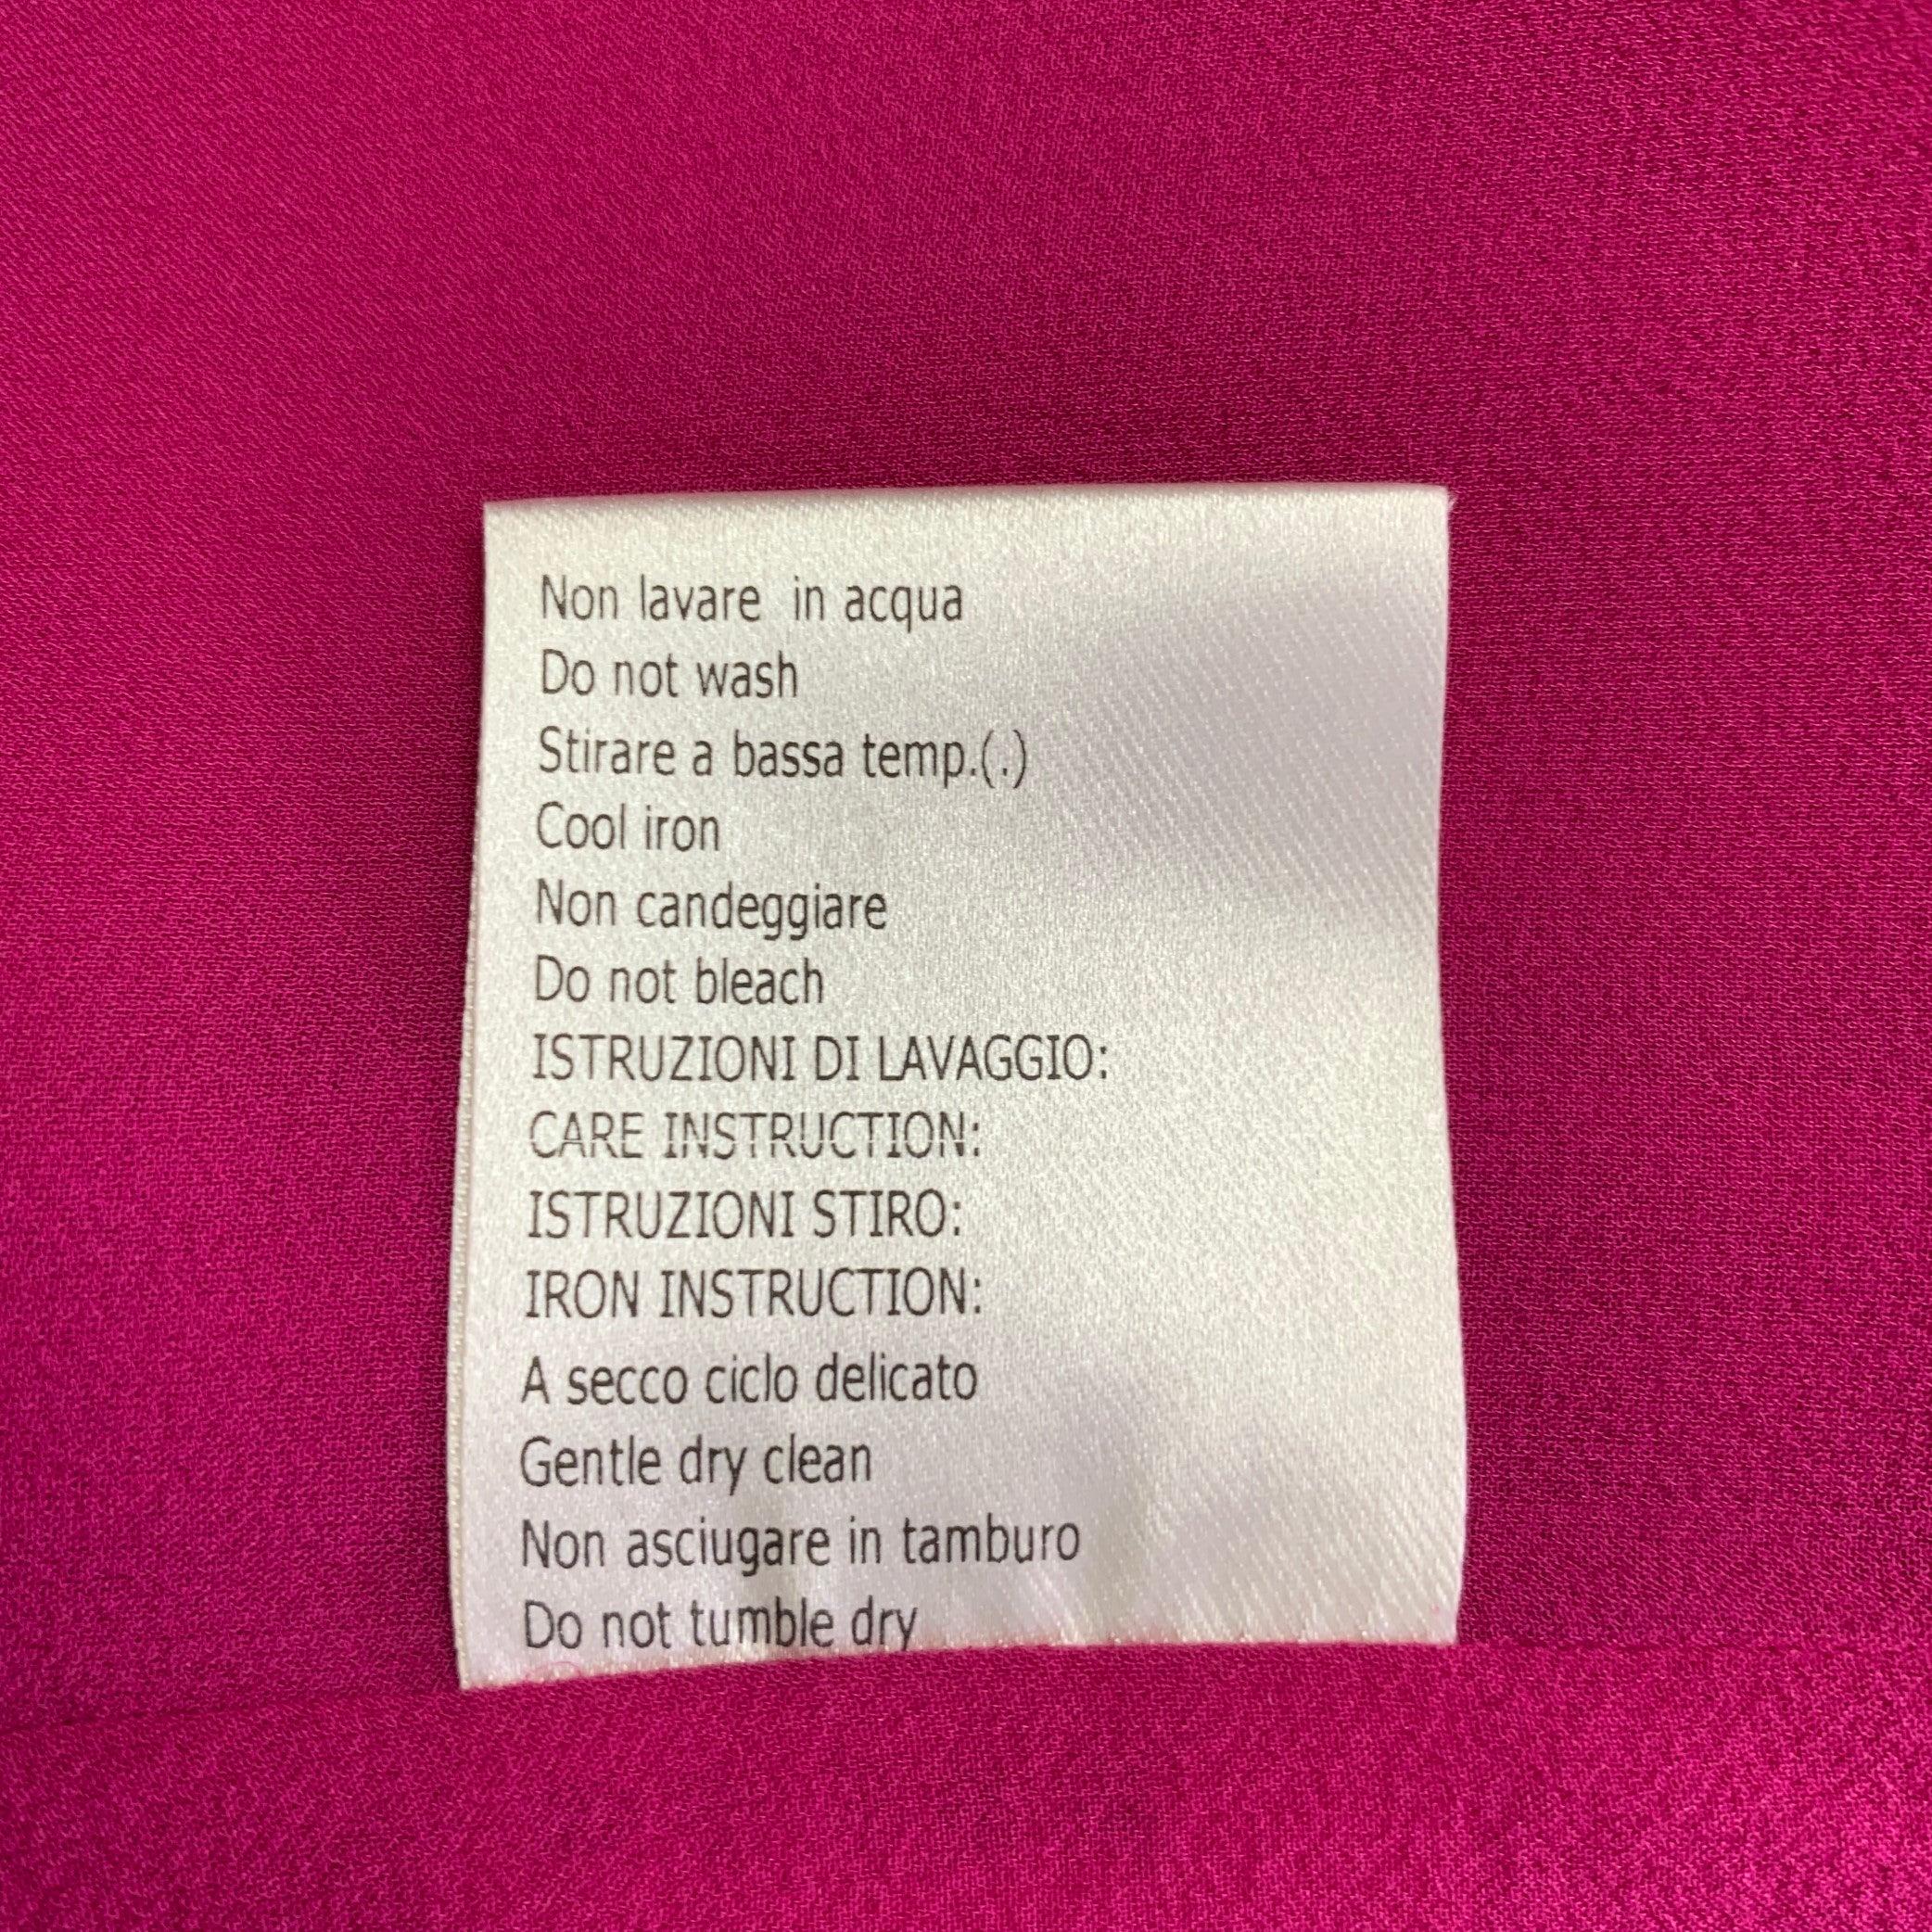 Non lavare in acqua
Do not wash
Stirare a bassa temp.(.)
Cool iron
Non candeggiare
Do not bleach
ISTRUZIONI DI LAVAGGIO:
CARE INSTRUCTION:
ISTRUZIONI STIRO:
IRON INSTRUCTION:
A secco ciclo delicato
Gentle dry clean
Non asciugare in tamburo
Do not tumble dry